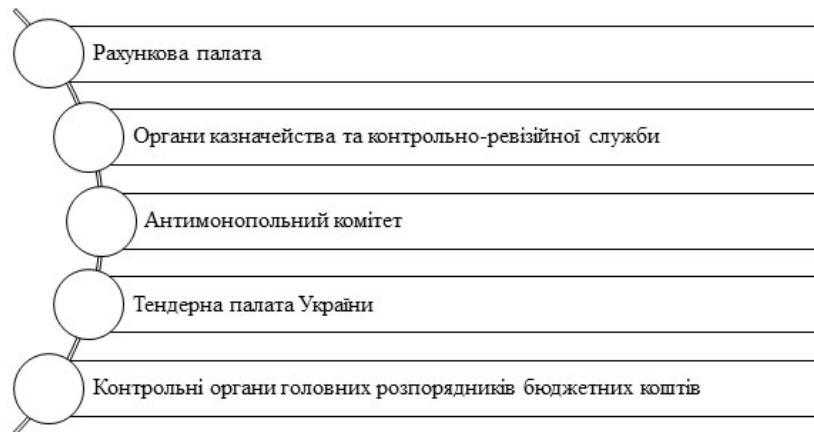 Рахункова палата
Органи казначейства та контрольно-ревізійної служби
Антимонопольний комітет
Тендерна палата України
Контрольні органи головних розпорядників бюджетних коштів